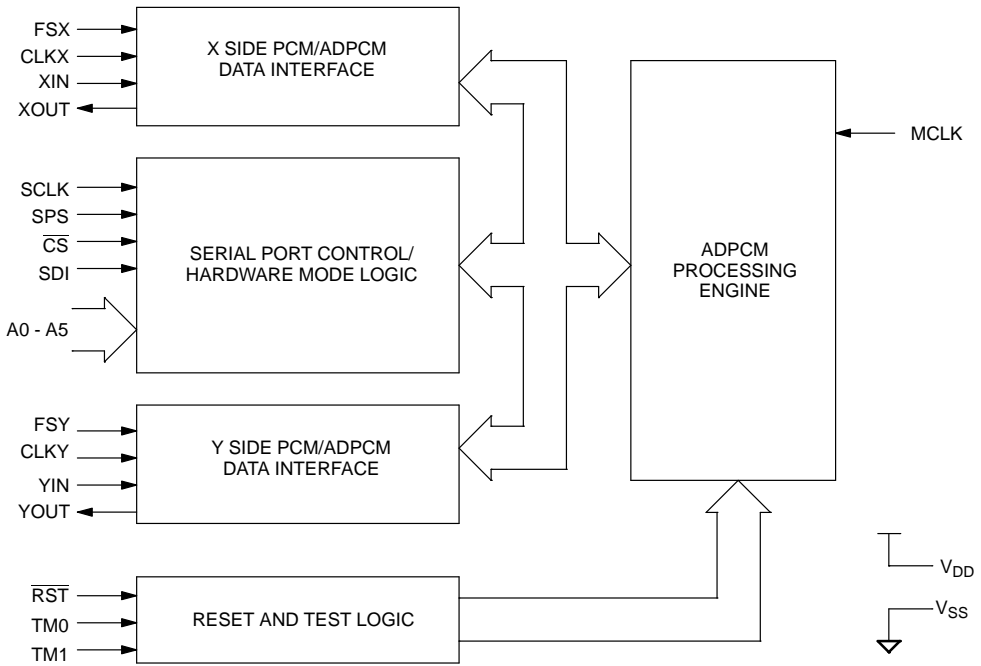 FSX
CLKX
XIN
XOUT
X SIDE PCM/ADPCM
DATA INTERFACE
SCLK
SPS
C̅S̅
SDI
A0 - A5
SERIAL PORT CONTROL/
HARDWARE MODE LOGIC
ADPCM
PROCESSING
ENGINE
MCLK
FSY
CLKY
YIN
YOUT
Y SIDE PCM/ADPCM
DATA INTERFACE
R̅S̅T̅
TM0
TM1
RESET AND TEST LOGIC
VDD
VSS